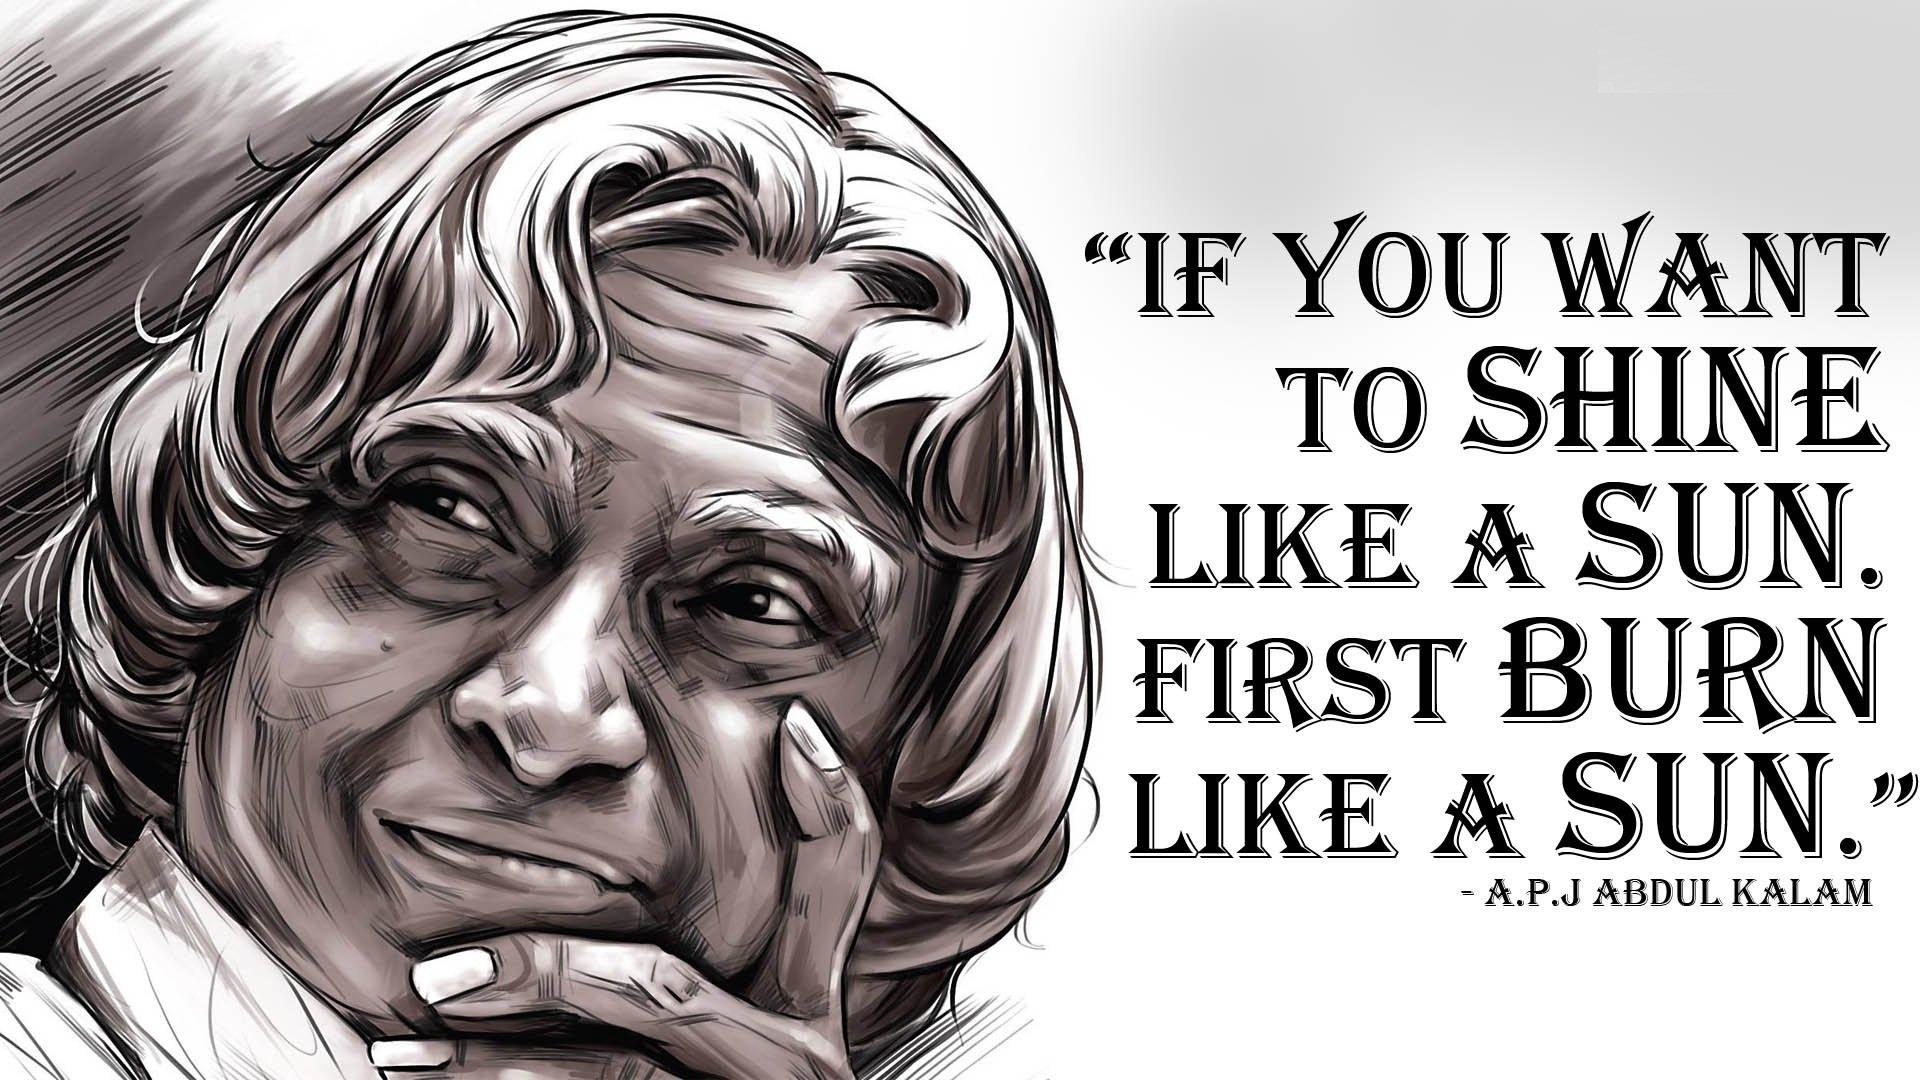 “IF YOU WANT
TO SHINE
LIKE A SUN.
FIRST BURN
LIKE A SUN.”
- A.P.J ABDUL KALAM